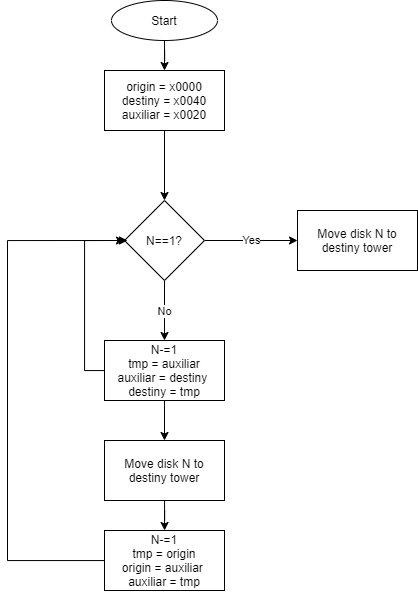 Start
origin = x0000
destiny = x0040
auxiliar = x0020
N==1?
Yes
Move disk N to
destiny tower
No
N-=1
tmp = auxiliar
auxiliar = destiny
destiny = tmp
Move disk N to
destiny tower
N-=1
tmp = origin
origin = auxiliar
auxiliar = tmp